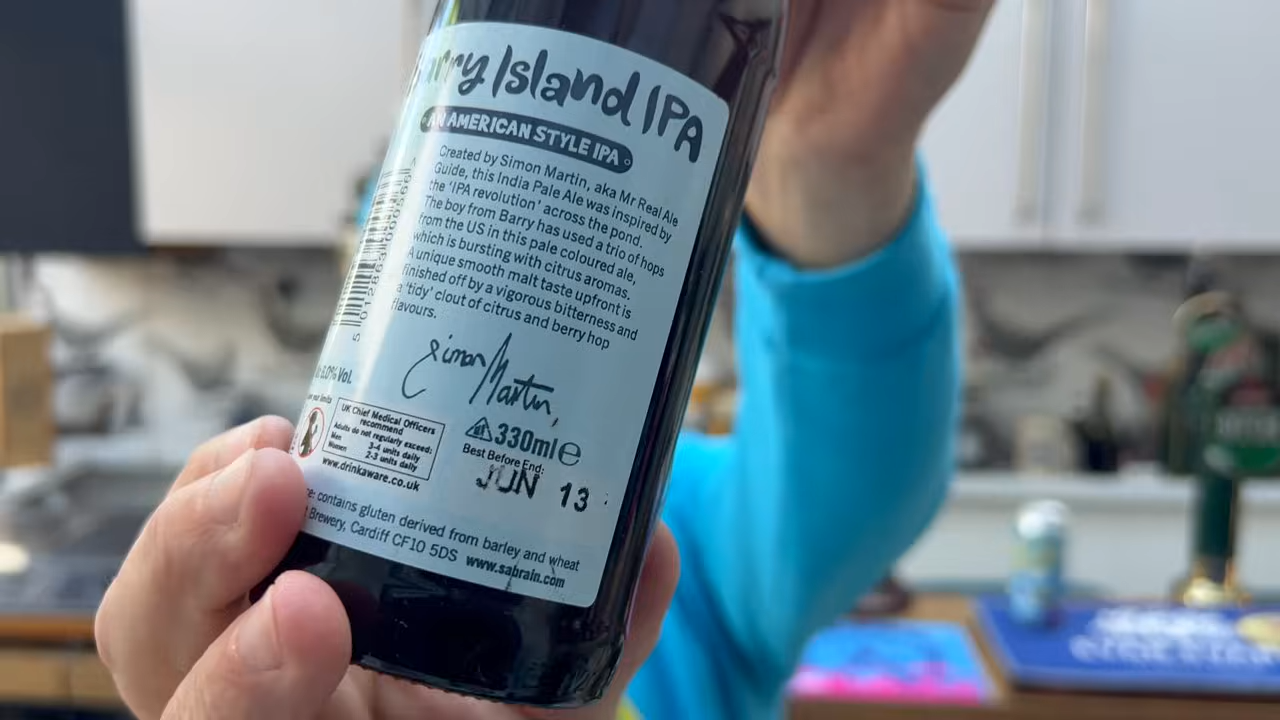 Barry Island IPA
AN AMERICAN STYLE IPA
Created by Simon Martin, aka Mr Real Ale
Guide, this India Pale Ale was inspired by
the 'IPA revolution' across the pond.
The boy from Barry has used a trio of hops
from the US in this pale coloured ale,
which is bursting with citrus aromas.
A unique smooth malt taste upfront is
finished off by a vigorous bitterness and
a 'tidy' clout of citrus and berry hop
flavours.
Simon Martin
6.0% Vol.
UK Chief Medical Officers
recommend
Adults do not regularly exceed:
Men 3-4 units daily
Women 2-3 units daily
www.drinkaware.co.uk
330ml e
Best Before End:
JUN 13
contains gluten derived from barley and wheat
Brewery, Cardiff CF10 5DS www.sabrain.com